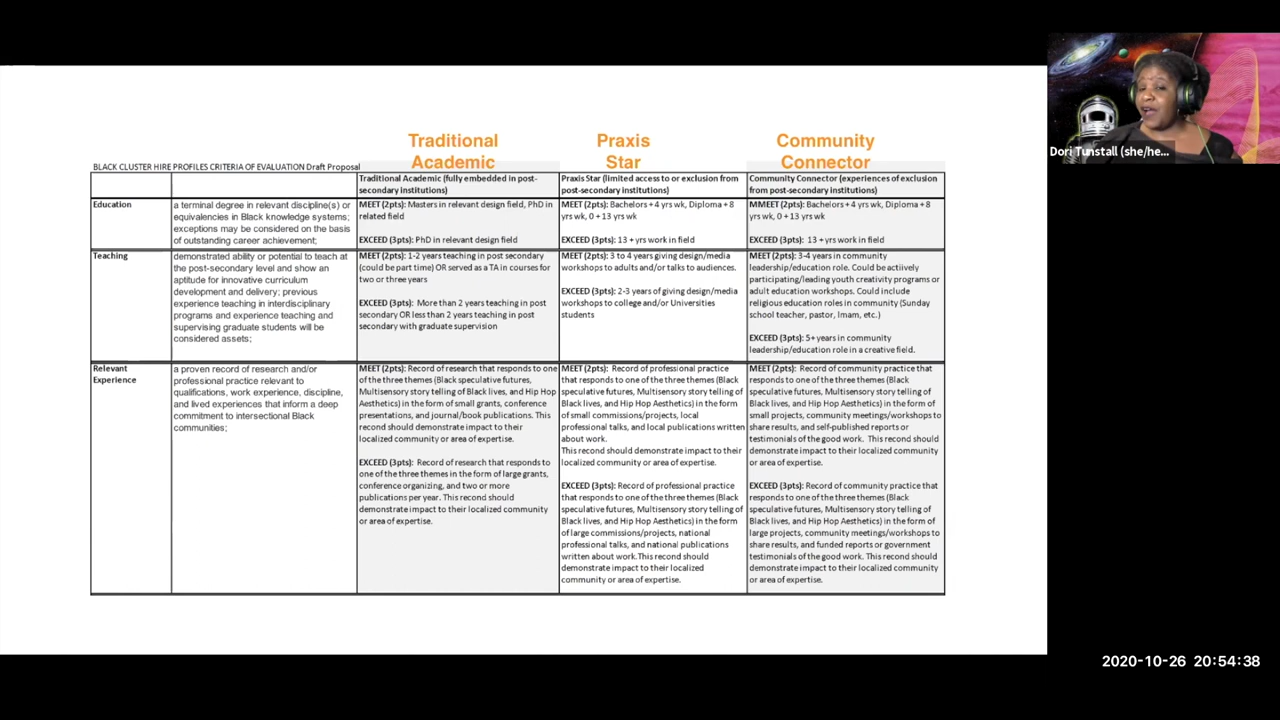 Traditional
Academic
Praxis
Star
Community
Connector
Dori Tunstall (she/he...
BLACK CLUSTER HIRE PROFILES CRITERIA OF EVALUATION Draft Proposal
Traditional Academic (fully embedded in post-
secondary institutions)
Praxis Star (limited access to or exclusion from
post-secondary institutions)
Community Connector (experiences of exclusion
from post-secondary institutions)
Education
a terminal degree in relevant discipline(s) or
equivalencies in Black knowledge systems;
exceptions may be considered on the basis
of outstanding career achievement;
MEET (2pts): Masters in relevant design field, PhD in
related field
EXCEED (3pts): PhD in relevant design field
MEET (2pts): Bachelors + 4 yrs wk, Diploma + 8
yrs wk, 0 + 13 yrs wk
EXCEED (3pts): 13 + yrs work in field
MMEET (2pts): Bachelors + 4 yrs wk, Diploma + 8
yrs wk, 0 + 13 yrs wk
EXCEED (3pts): 13 + yrs work in field
Teaching
demonstrated ability or potential to teach at
the post-secondary level and show an
aptitude for innovative curriculum
development and delivery; previous
experience teaching in interdisciplinary
programs and experience teaching and
supervising graduate students will be
considered assets;
MEET (2pts): 1-2 years teaching in post secondary
(could be part time) OR served as a TA in courses for
two or three years
EXCEED (3pts): More than 2 years teaching in post
secondary OR less than 2 years teaching in post
secondary with graduate supervision
MEET (2pts): 3 to 4 years giving design/media
workshops to adults and/or talks to audiences.
EXCEED (3pts): 2-3 years of giving design/media
workshops to college and/or Universities
students
MEET (2pts): 3-4 years in community
leadership/education role. Could be actiively
participating/leading youth creativity programs or
adult education workshops. Could include
religious education roles in community (Sunday
school teacher, pastor, Imam, etc.)
EXCEED (3pts): 5+ years in community
leadership/education role in a creative field.
Relevant
Experience
a proven record of research and/or
professional practice relevant to
qualifications, work experience, discipline,
and lived experiences that inform a deep
commitment to intersectional Black
communities;
MEET (2pts): Record of research that responds to one
of the three themes (Black speculative futures,
Multisensory story telling of Black lives, and Hip Hop
Aesthetics) in the form of small grants, conference
presentations, and journal/book publications. This
recond should demonstrate impact to their
localized community or area of expertise.
EXCEED (3pts): Record of research that responds to
one of the three themes in the form of large grants,
conference organizing, and two or more
publications per year. This recond should
demonstrate impact to their localized community
or area of expertise.
MEET (2pts): Record of professional practice
that responds to one of the three themes (Black
speculative futures, Multisensory story telling of
Black lives, and Hip Hop Aesthetics) in the form
of small commissions/projects, local
professional talks, and local publications written
about work.
This recond should demonstrate impact to their
localized community or area of expertise.
EXCEED (3pts): Record of professional practice
that responds to one of the three themes (Black
speculative futures, Multisensory story telling of
Black lives, and Hip Hop Aesthetics) in the form
of large commissions/projects, national
professional talks, and national publications
written about work.This recond should
demonstrate impact to their localized
community or area of expertise.
MEET (2pts): Record of community practice that
responds to one of the three themes (Black
speculative futures, Multisensory story telling of
Black lives, and Hip Hop Aesthetics) in the form of
small projects, community meetings/workshops to
share results, and self-published reports or
testimonials of the good work. This recond should
demonstrate impact to their localized community
or area of expertise.
EXCEED (3pts): Record of community practice that
responds to one of the three themes (Black
speculative futures, Multisensory story telling of
Black lives, and Hip Hop Aesthetics) in the form of
large projects, community meetings/workshops to
share results, and funded reports or government
testimonials of the good work. This recond should
demonstrate impact to their localized community
or area of expertise.
2020-10-26 20:54:38